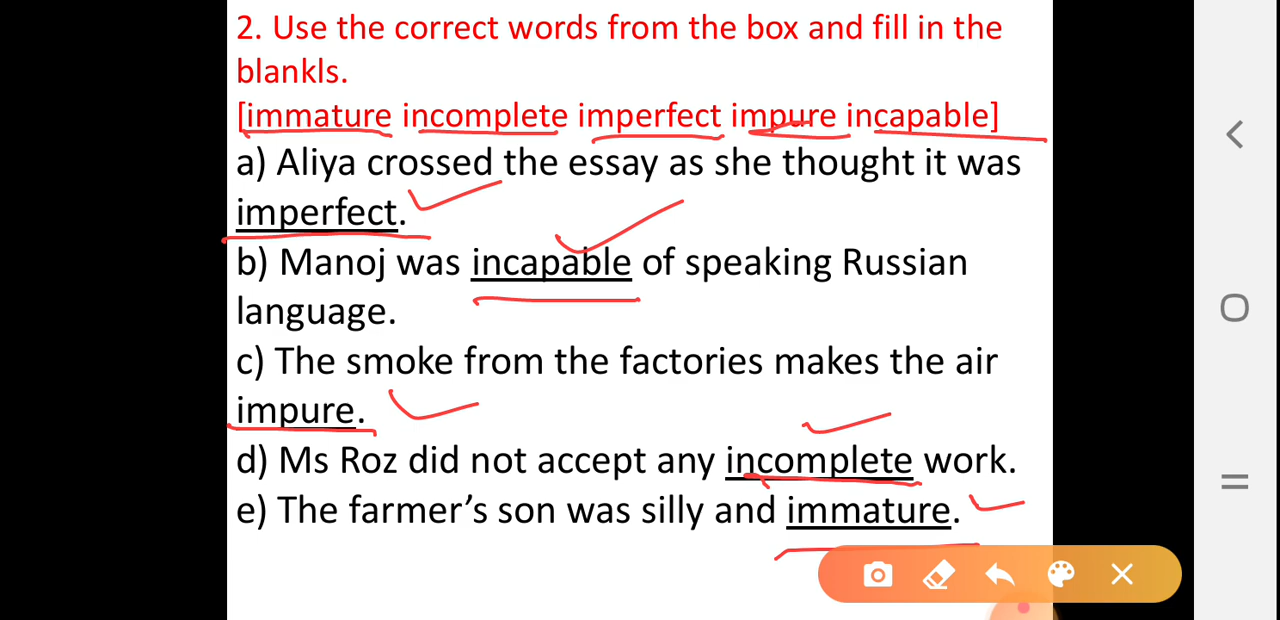 2. Use the correct words from the box and fill in the
blankls.
[immature incomplete imperfect impure incapable]
a) Aliya crossed the essay as she thought it was
imperfect.
b) Manoj was incapable of speaking Russian
language.
c) The smoke from the factories makes the air
impure.
d) Ms Roz did not accept any incomplete work.
e) The farmer’s son was silly and immature.